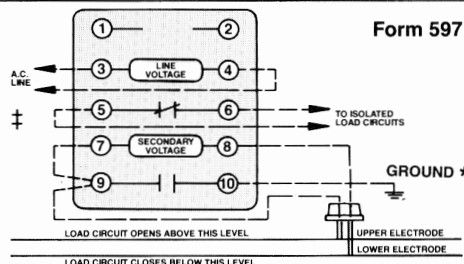 Form 597
1
2
A.C.
LINE
3
LINE
VOLTAGE
4
‡
5
6
TO ISOLATED
LOAD CIRCUITS
7
SECONDARY
VOLTAGE
8
9
10
GROUND *
LOAD CIRCUIT OPENS ABOVE THIS LEVEL
UPPER ELECTRODE
LOWER ELECTRODE
LOAD CIRCUIT CLOSES BELOW THIS LEVEL